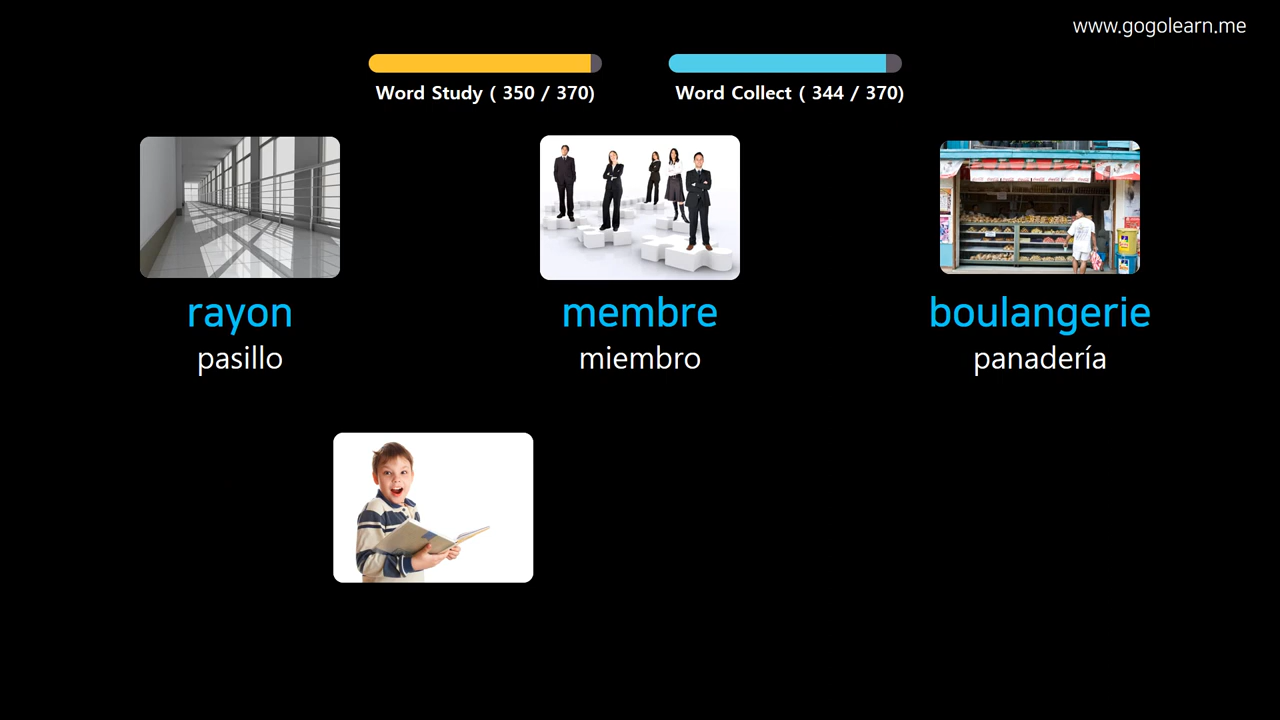 www.gogolearn.me
Word Study ( 350 / 370)
Word Collect ( 344 / 370)
rayon
pasillo
membre
miembro
boulangerie
panadería